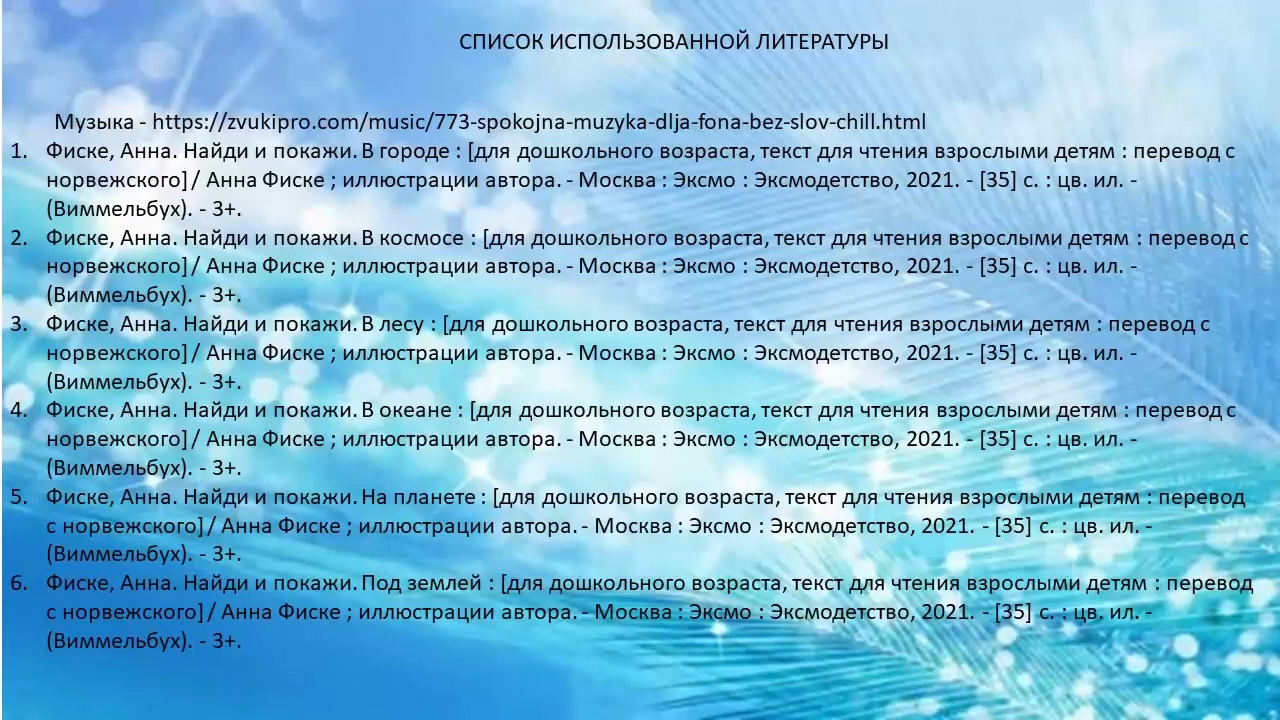 СПИСОК ИСПОЛЬЗОВАННОЙ ЛИТЕРАТУРЫ
Музыка - https://zvukipro.com/music/773-spokojna-muzyka-dlja-fona-bez-slov-chill.html
1. Фиске, Анна. Найди и покажи. В городе : [для дошкольного возраста, текст для чтения взрослыми детям : перевод с
норвежского] / Анна Фиске ; иллюстрации автора. - Москва : Эксмо : Эксмодетство, 2021. - [35] с. : цв. ил. -
(Виммельбух). - 3+.
2. Фиске, Анна. Найди и покажи. В космосе : [для дошкольного возраста, текст для чтения взрослыми детям : перевод с
норвежского] / Анна Фиске ; иллюстрации автора. - Москва : Эксмо : Эксмодетство, 2021. - [35] с. : цв. ил. -
(Виммельбух). - 3+.
3. Фиске, Анна. Найди и покажи. В лесу : [для дошкольного возраста, текст для чтения взрослыми детям : перевод с
норвежского] / Анна Фиске ; иллюстрации автора. - Москва : Эксмо : Эксмодетство, 2021. - [35] с. : цв. ил. -
(Виммельбух). - 3+.
4. Фиске, Анна. Найди и покажи. В океане : [для дошкольного возраста, текст для чтения взрослыми детям : перевод с
норвежского] / Анна Фиске ; иллюстрации автора. - Москва : Эксмо : Эксмодетство, 2021. - [35] с. : цв. ил. -
(Виммельбух). - 3+.
5. Фиске, Анна. Найди и покажи. На планете : [для дошкольного возраста, текст для чтения взрослыми детям : перевод
с норвежского] / Анна Фиске ; иллюстрации автора. - Москва : Эксмо : Эксмодетство, 2021. - [35] с. : цв. ил. -
(Виммельбух). - 3+.
6. Фиске, Анна. Найди и покажи. Под землей : [для дошкольного возраста, текст для чтения взрослыми детям : перевод
с норвежского] / Анна Фиске ; иллюстрации автора. - Москва : Эксмо : Эксмодетство, 2021. - [35] с. : цв. ил. -
(Виммельбух). - 3+.